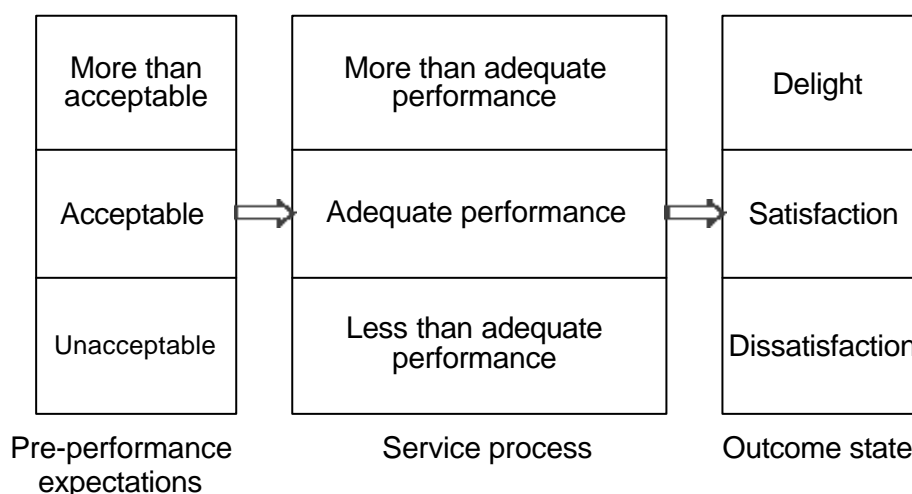 More than
acceptable
Acceptable
Unacceptable
Pre-performance
expectations
More than adequate
performance
Adequate performance
Less than adequate
performance
Service process
Delight
Satisfaction
Dissatisfaction
Outcome state